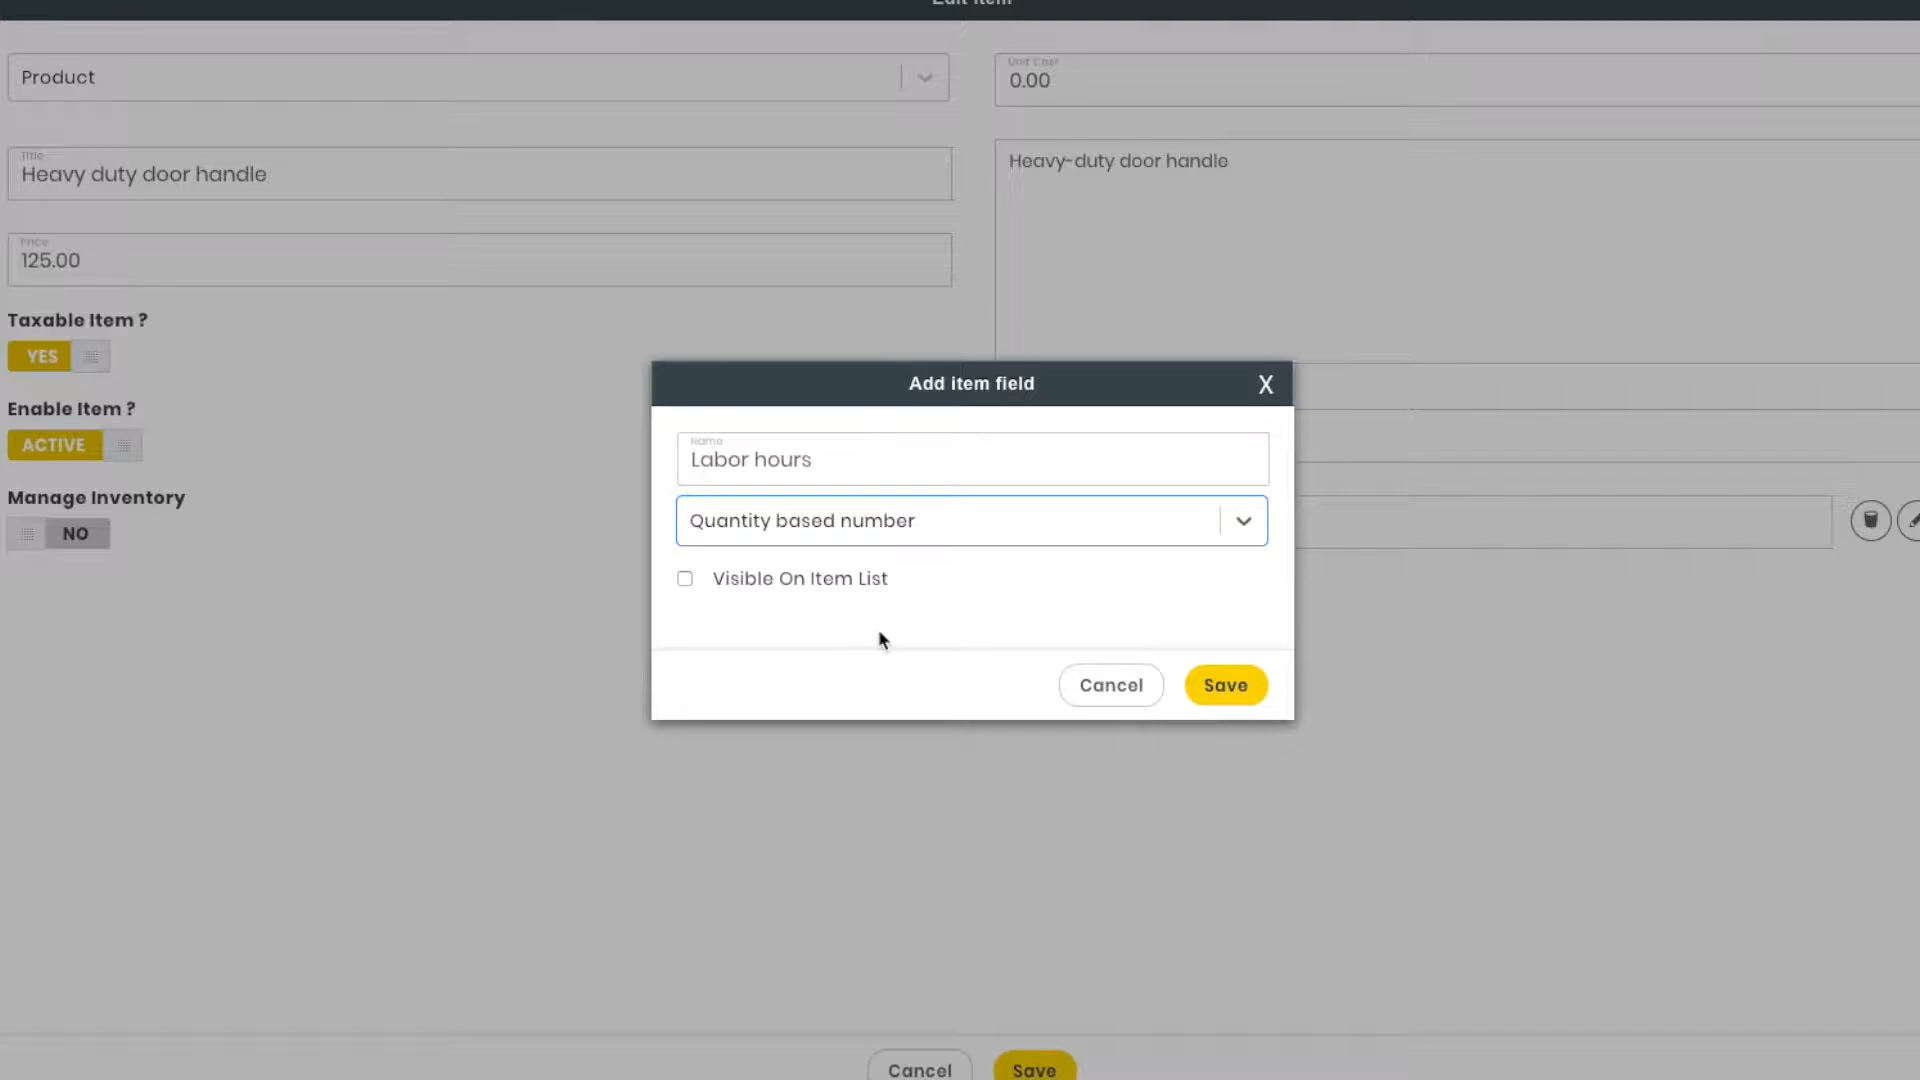 Edit Item
Product
Unit Cost
0.00
Title
Heavy duty door handle
Heavy-duty door handle
Price
125.00
Taxable Item ?
YES
Enable Item ?
ACTIVE
Manage Inventory
NO
Add item field
X
Name
Labor hours
Quantity based number
Visible On Item List
Cancel
Save
Cancel
Save